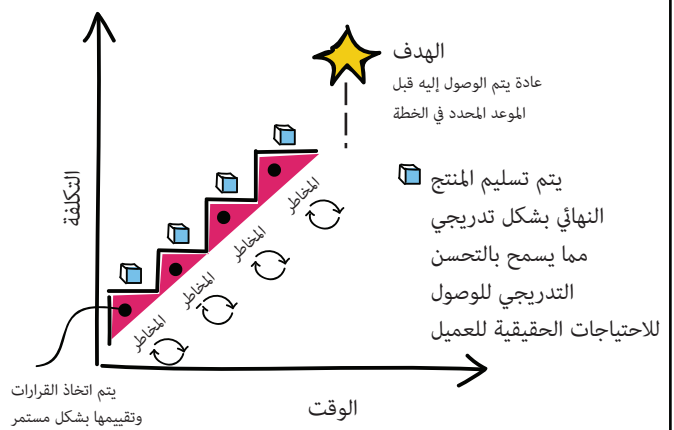 الهدف
عادة يتم الوصول إليه قبل
الموعد المحدد في الخطة
يتم تسليم المنتج
النهائي بشكل تدريجي
مما يسمح بالتحسن
التدريجي للوصول
للاحتياجات الحقيقية للعميل
التكلفة
المخاطر
المخاطر
المخاطر
المخاطر
يتم اتخاذ القرارات
وتقييمها بشكل مستمر
الوقت